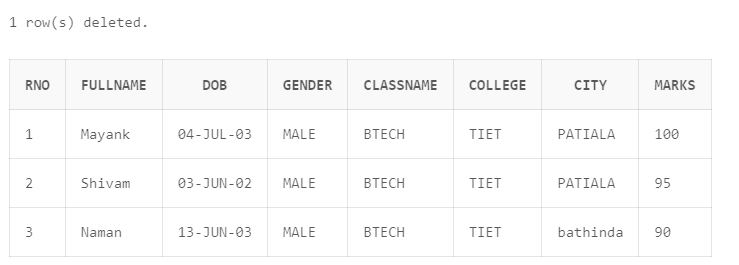 1 row(s) deleted.
RNO FULLNAME DOB GENDER CLASSNAME COLLEGE CITY MARKS
1 Mayank 04-JUL-03 MALE BTECH TIET PATIALA 100
2 Shivam 03-JUN-02 MALE BTECH TIET PATIALA 95
3 Naman 13-JUN-03 MALE BTECH TIET bathinda 90